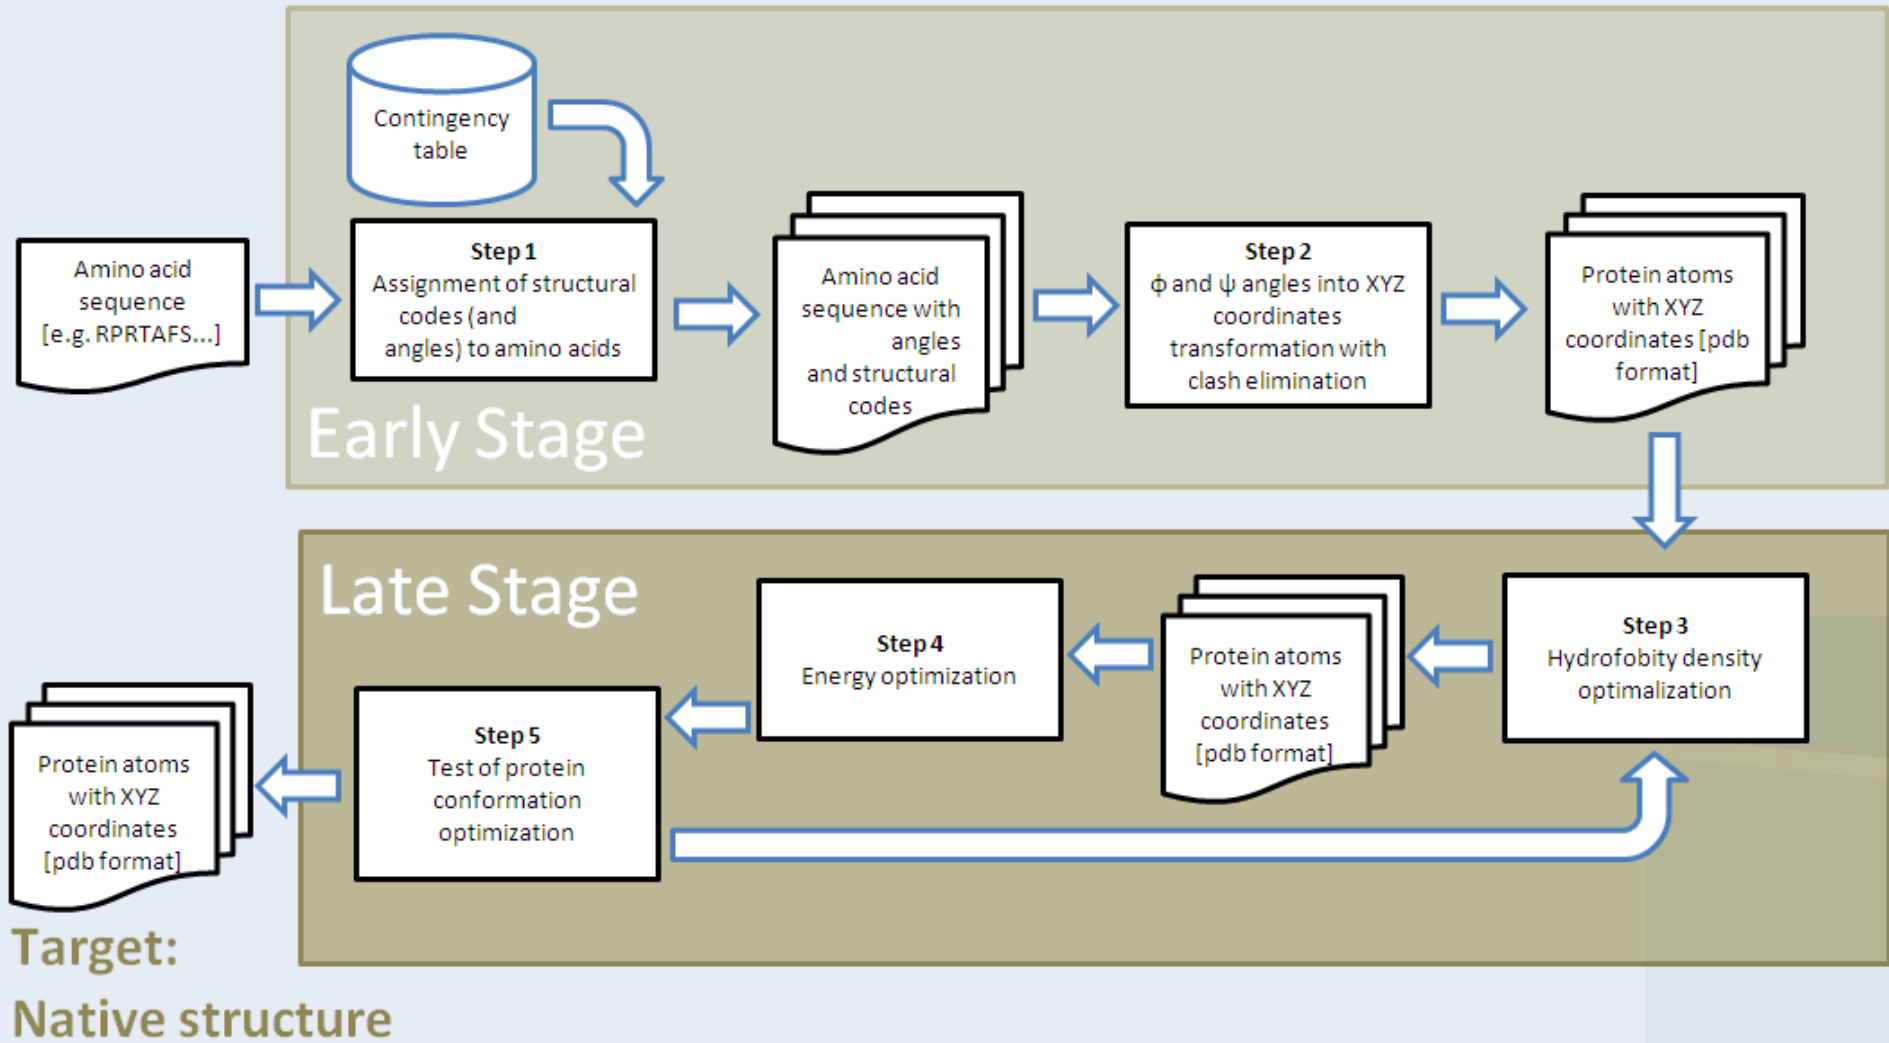 Contingency
table
Amino acid
sequence
[e.g. RPRTAFS...]
Step 1
Assignment of structural
codes (and
angles) to amino acids
Amino acid
sequence with
angles
and structural
codes
Step 2
ϕ and ψ angles into XYZ
coordinates
transformation with
clash elimination
Protein atoms
with XYZ
coordinates [pdb
format]
Early Stage
Late Stage
Step 3
Hydrofobity density
optimalization
Protein atoms
with XYZ
coordinates
[pdb format]
Step 4
Energy optimization
Step 5
Test of protein
conformation
optimization
Protein atoms
with XYZ
coordinates
[pdb format]
Target:
Native structure